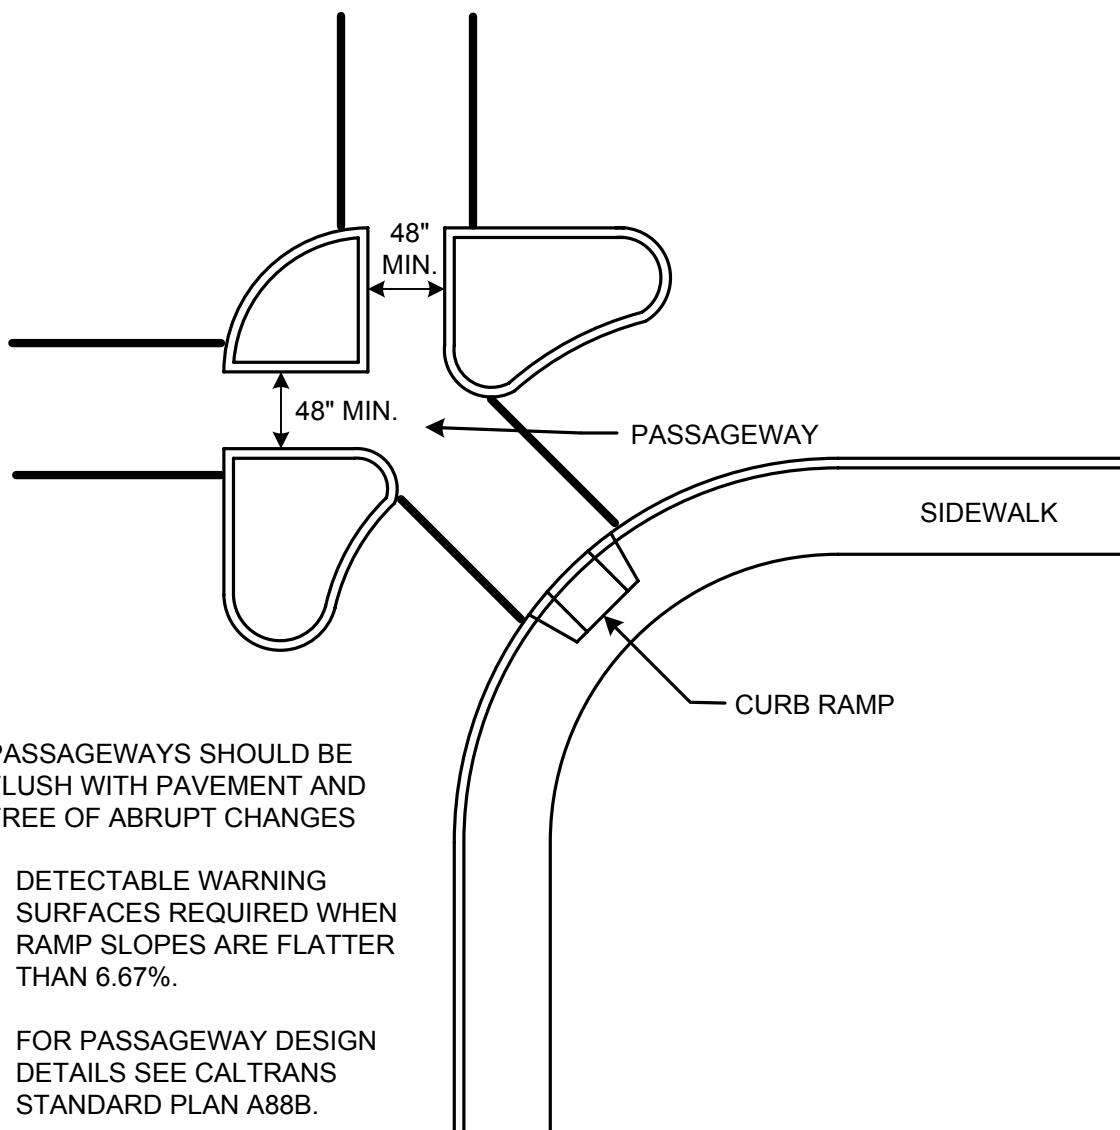 48"
MIN.
48" MIN.
PASSAGEWAY
SIDEWALK
CURB RAMP
PASSAGEWAYS SHOULD BE
FLUSH WITH PAVEMENT AND
FREE OF ABRUPT CHANGES
DETECTABLE WARNING
SURFACES REQUIRED WHEN
RAMP SLOPES ARE FLATTER
THAN 6.67%.
FOR PASSAGEWAY DESIGN
DETAILS SEE CALTRANS
STANDARD PLAN A88B.